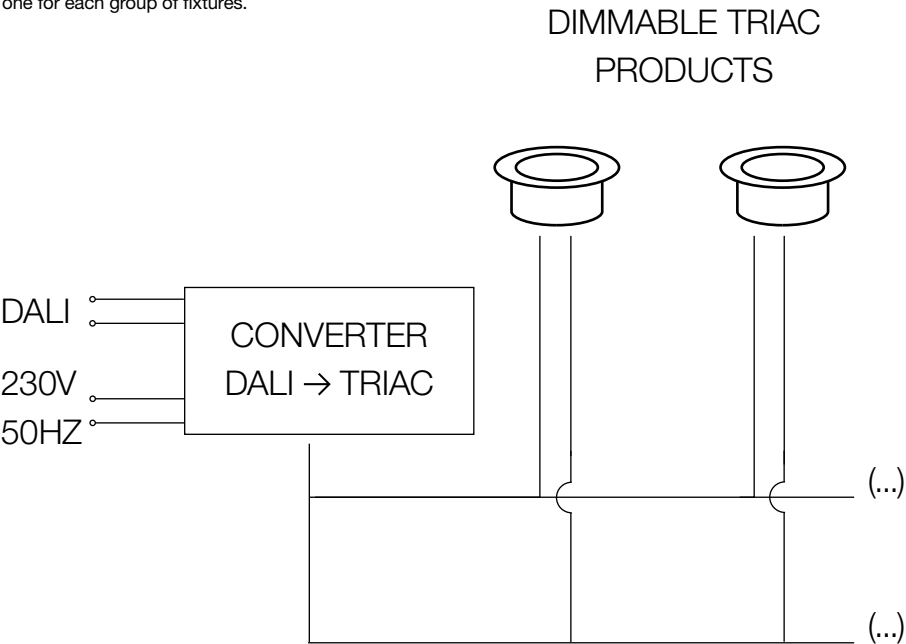 one for each group of fixtures.
DIMMABLE TRIAC
PRODUCTS
DALI
CONVERTER
DALI → TRIAC
230V
50HZ
(...)
(...)